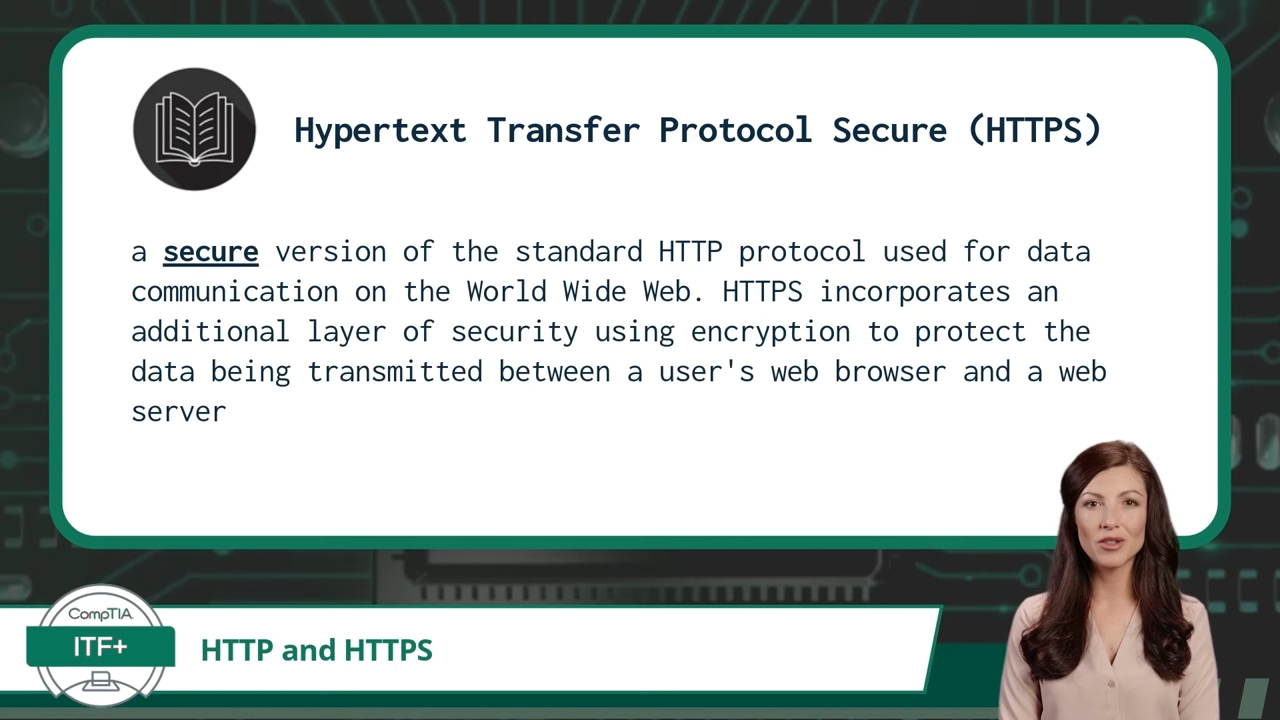 Hypertext Transfer Protocol Secure (HTTPS)
a secure version of the standard HTTP protocol used for data
communication on the World Wide Web. HTTPS incorporates an
additional layer of security using encryption to protect the
data being transmitted between a user's web browser and a web
server
CompTIA
ITF+
HTTP and HTTPS